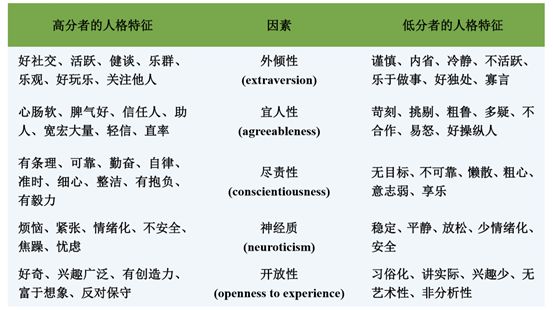 高分者的人格特征 因素 低分者的人格特征
好社交、活跃、健谈、乐群、 外倾性 谨慎、内省、冷静、不活跃、
乐观、好玩乐、关注他人 (extraversion) 乐于做事、好独处、寡言
心肠软、脾气好、信任人、助 宜人性 苛刻、挑剔、粗鲁、多疑、不
人、宽宏大量、轻信、直率 (agreeableness) 合作、易怒、好操纵人
有条理、可靠、勤奋、自律、
准时、细心、整洁、有抱负、
有毅力
尽责性
(conscientiousness)
无目标、不可靠、懒散、粗心、
意志弱、享乐
烦恼、紧张、情绪化、不安全、 神经质 稳定、平静、放松、少情绪化、
焦躁、忧虑 (neuroticism) 安全
好奇、兴趣广泛、有创造力、 开放性 习俗化、讲实际、兴趣少、无
富于想象、反对保守 (openness to experience) 艺术性、非分析性